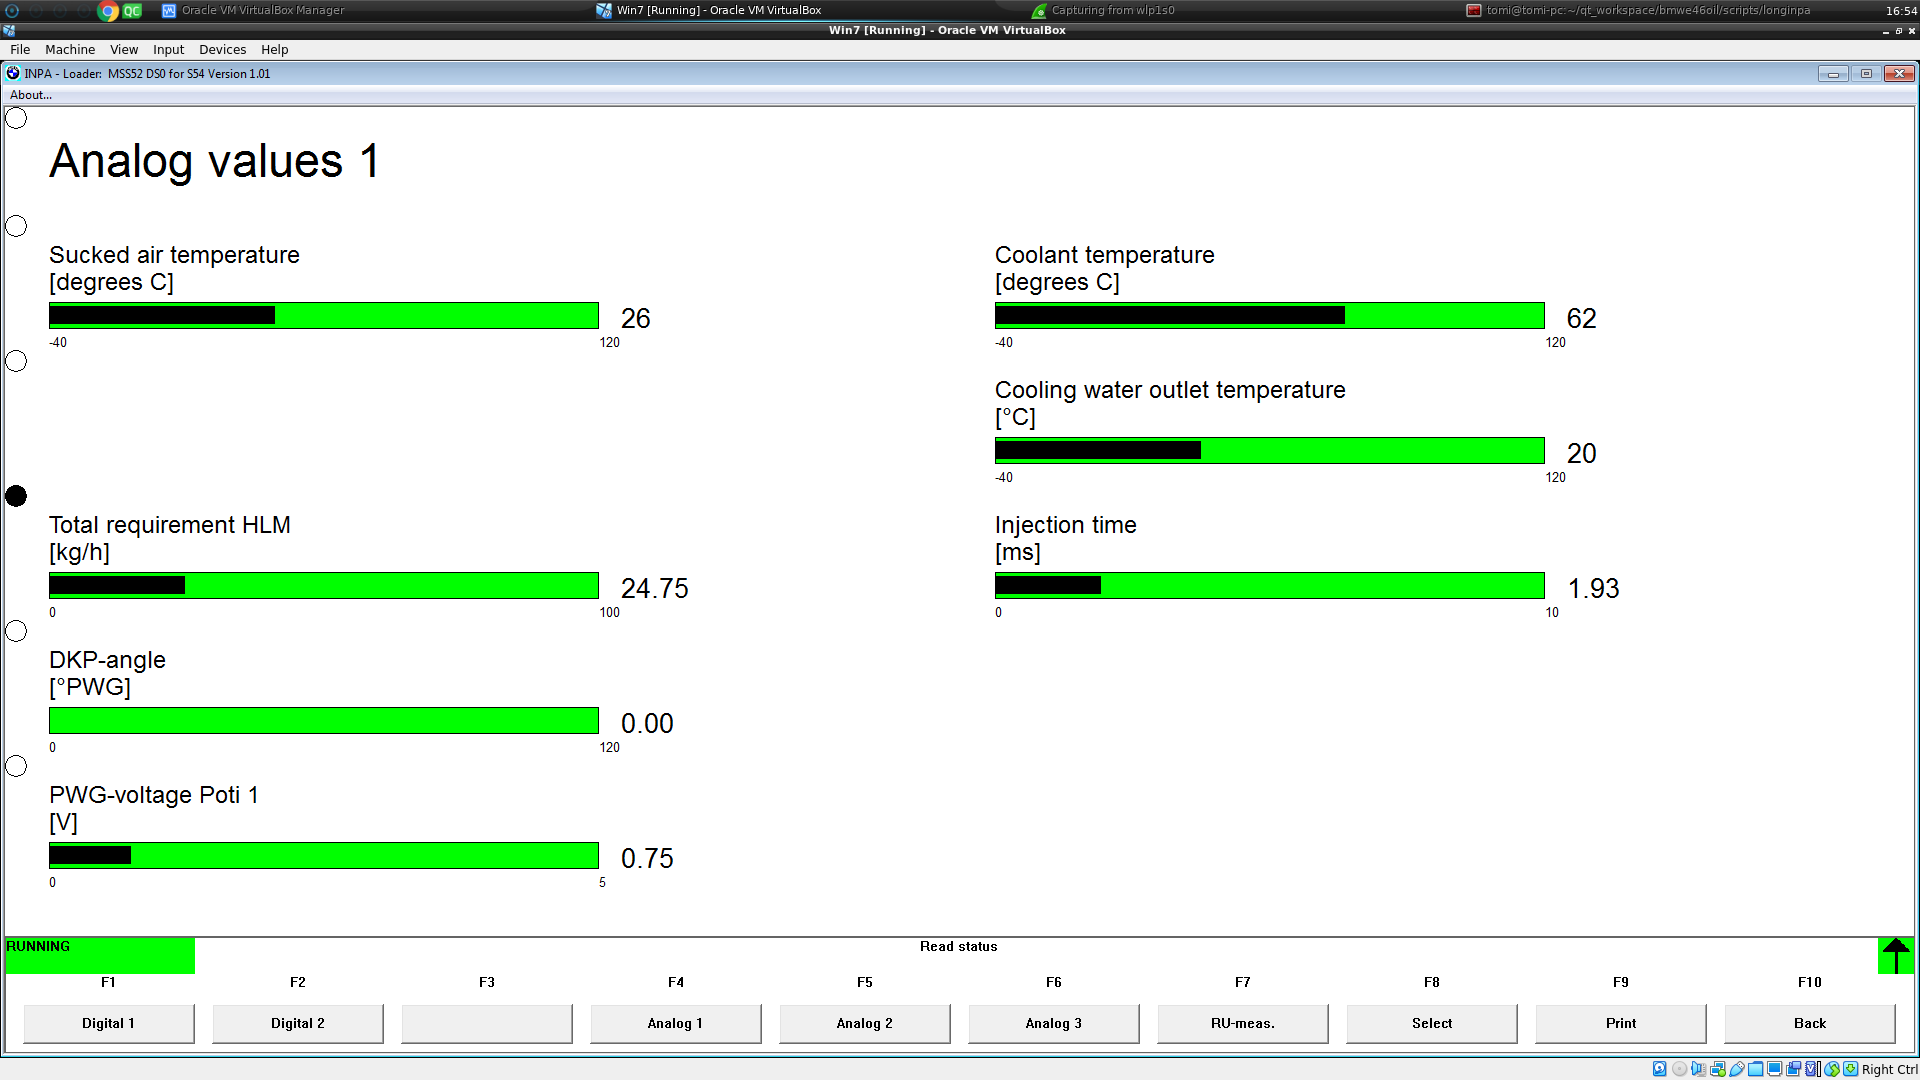 QC
Oracle VM VirtualBox Manager
Win7 [Running] - Oracle VM VirtualBox
Capturing from wlp1s0
tomi@tomi-pc:~/qt_workspace/bmwe46oil/scripts/longinpa
16:54
Win7 [Running] - Oracle VM VirtualBox
File Machine View Input Devices Help
INPA - Loader: MSS52 DS0 for S54 Version 1.01
About...
Analog values 1
Sucked air temperature
[degrees C]
26
-40 120
Coolant temperature
[degrees C]
62
-40 120
Cooling water outlet temperature
[°C]
20
-40 120
Total requirement HLM
[kg/h]
24.75
0 100
Injection time
[ms]
1.93
0 10
DKP-angle
[°PWG]
0.00
0 120
PWG-voltage Poti 1
[V]
0.75
0 5
RUNNING
Read status
F1 F2 F3 F4 F5 F6 F7 F8 F9 F10
Digital 1 Digital 2 Analog 1 Analog 2 Analog 3 RU-meas. Select Print Back
Right Ctrl